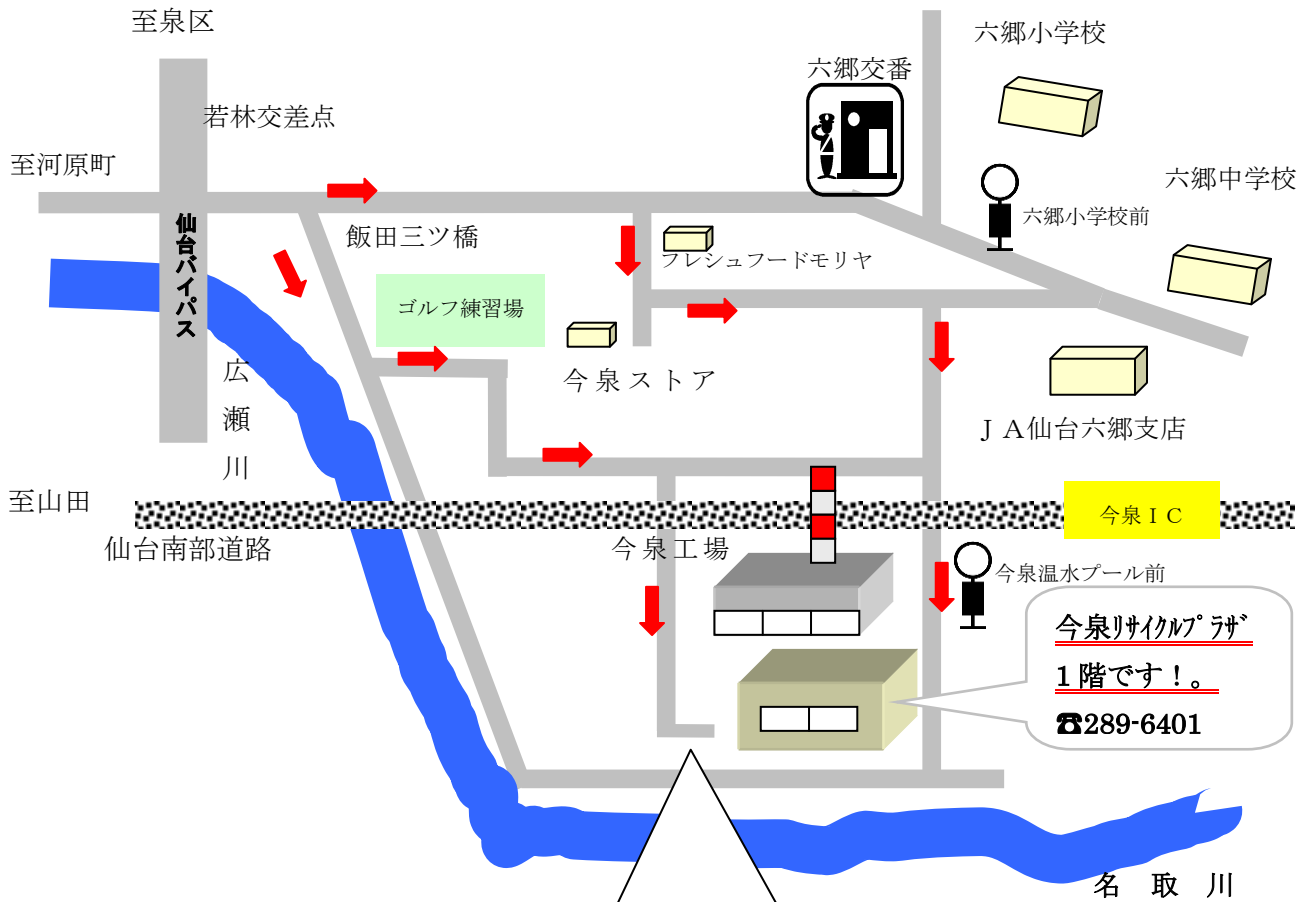 至泉区
六郷小学校
六郷交番
若林交差点
至河原町
六郷中学校
六郷小学校前
仙台バイパス
飯田三ツ橋
フレシュフードモリヤ
ゴルフ練習場
広瀬川
今泉ストア
ＪＡ仙台六郷支店
至山田
今泉ＩＣ
仙台南部道路
今泉工場
今泉温水プール前
今泉ﾘｻｲｸﾙﾌﾟﾗｻﾞ
１階です！。
☎289-6401
名 取 川